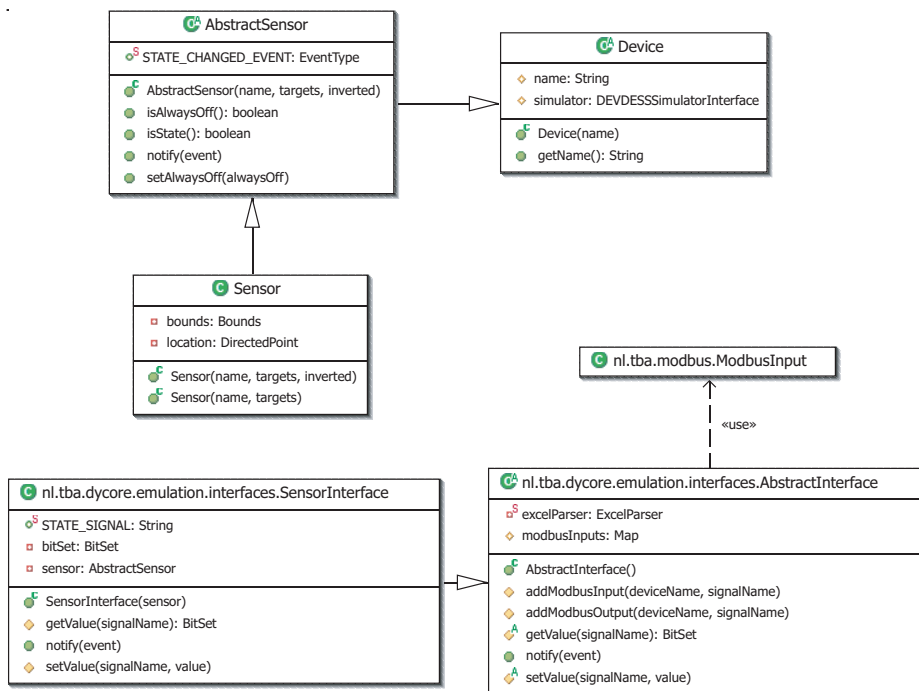 AbstractSensor
STATE_CHANGED_EVENT: EventType
AbstractSensor(name, targets, inverted)
isAlwaysOff(): boolean
isState(): boolean
notify(event)
setAlwaysOff(alwaysOff)
Device
name: String
simulator: DEVDESSSimulatorInterface
Device(name)
getName(): String
Sensor
bounds: Bounds
location: DirectedPoint
Sensor(name, targets, inverted)
Sensor(name, targets)
nl.tba.modbus.ModbusInput
«use»
nl.tba.dycore.emulation.interfaces.SensorInterface
STATE_SIGNAL: String
bitSet: BitSet
sensor: AbstractSensor
SensorInterface(sensor)
getValue(signalName): BitSet
notify(event)
setValue(signalName, value)
nl.tba.dycore.emulation.interfaces.AbstractInterface
excelParser: ExcelParser
modbusInputs: Map
AbstractInterface()
addModbusInput(deviceName, signalName)
addModbusOutput(deviceName, signalName)
getValue(signalName): BitSet
notify(event)
setValue(signalName, value)